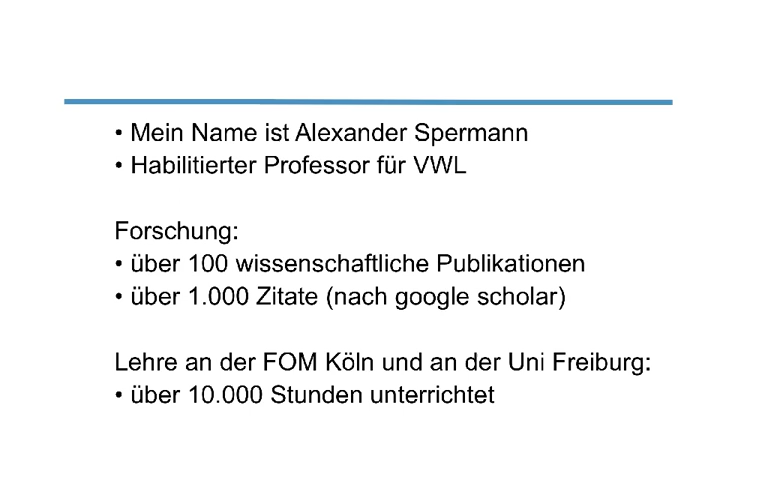 • Mein Name ist Alexander Spermann
• Habilitierter Professor für VWL
Forschung:
• über 100 wissenschaftliche Publikationen
• über 1.000 Zitate (nach google scholar)
Lehre an der FOM Köln und an der Uni Freiburg:
• über 10.000 Stunden unterrichtet